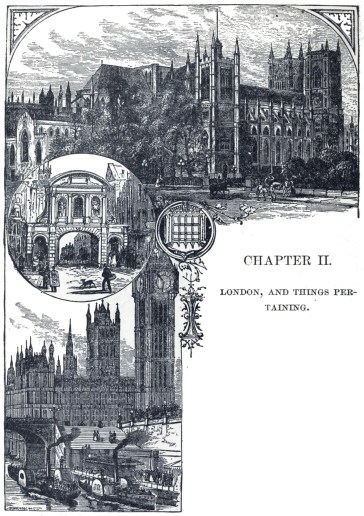 CHAPTER II.
LONDON, AND THINGS PER-
TAINING.